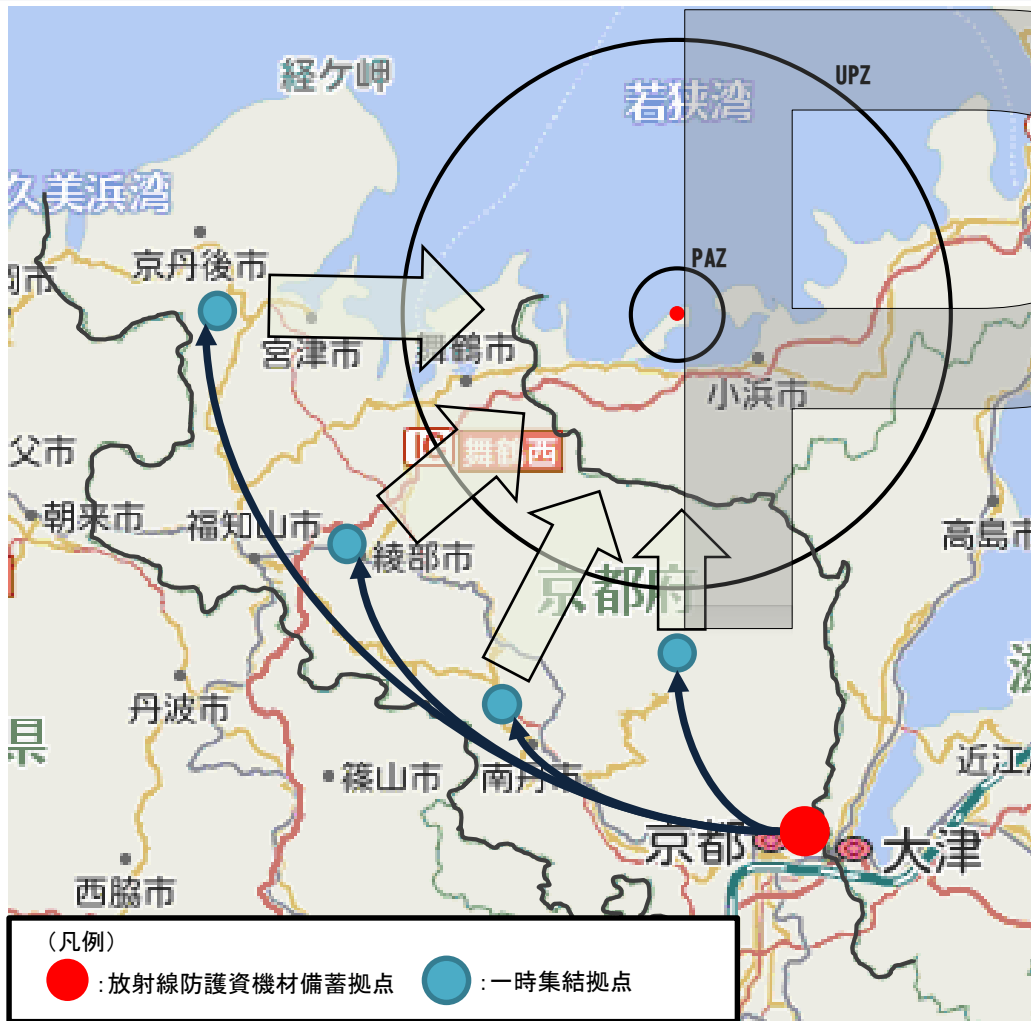 経ケ岬
UPZ
若狭湾
久美浜湾
PAZ
京丹後市
岡市
宮津市
舞鶴市
小浜市
父市
IC 舞鶴西
朝来市
福知山市
綾部市
高島市
京都府
丹波市
県
篠山市
南丹市
近江
京都
大津
西脇市
(凡例)
:放射線防護資機材備蓄拠点
:一時集結拠点